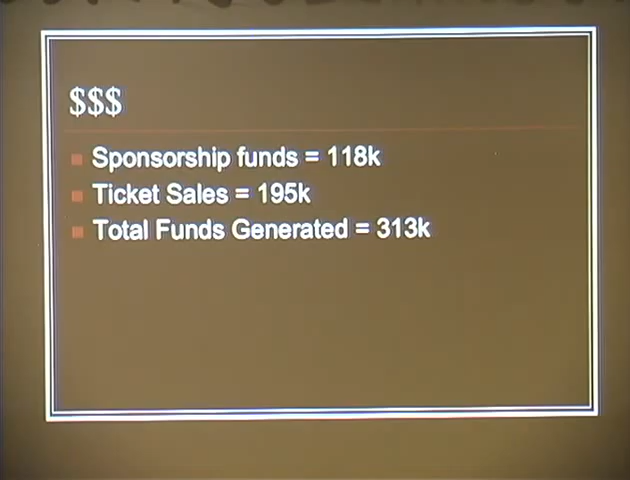 $$$
Sponsorship funds = 118k
Ticket Sales = 195k
Total Funds Generated = 313k